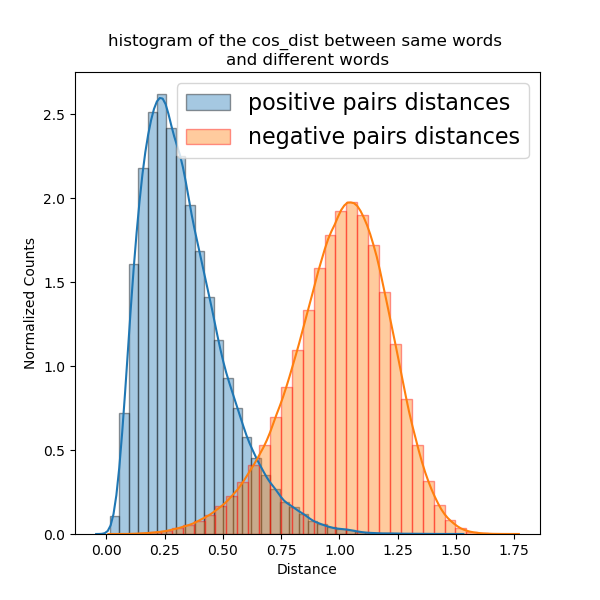 histogram of the cos_dist between same words
and different words
positive pairs distances
negative pairs distances
Normalized Counts
2.5
2.0
1.5
1.0
0.5
0.0
0.00 0.25 0.50 0.75 1.00 1.25 1.50 1.75
Distance